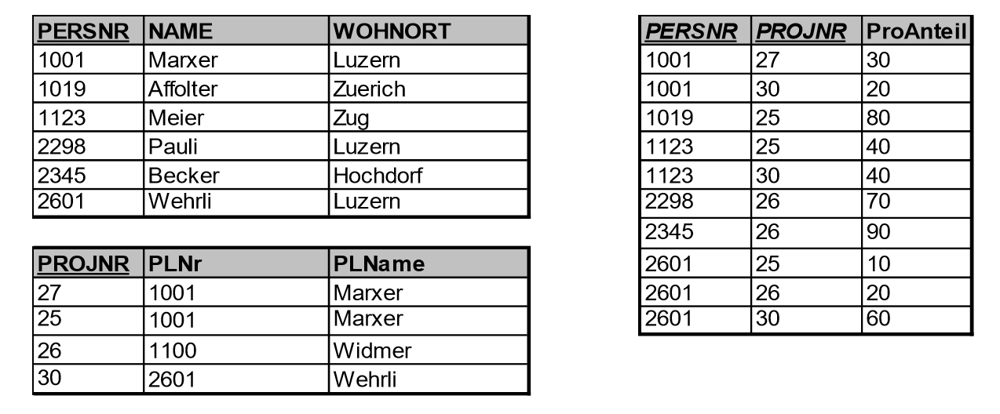 PERSNR NAME WOHNORT
1001 Marxer Luzern
1019 Affolter Zuerich
1123 Meier Zug
2298 Pauli Luzern
2345 Becker Hochdorf
2601 Wehrli Luzern
PROJNR PLNr PLName
27 1001 Marxer
25 1001 Marxer
26 1100 Widmer
30 2601 Wehrli
PERSNR PROJNR ProAnteil
1001 27 30
1001 30 20
1019 25 80
1123 25 40
1123 30 40
2298 26 70
2345 26 90
2601 25 10
2601 26 20
2601 30 60